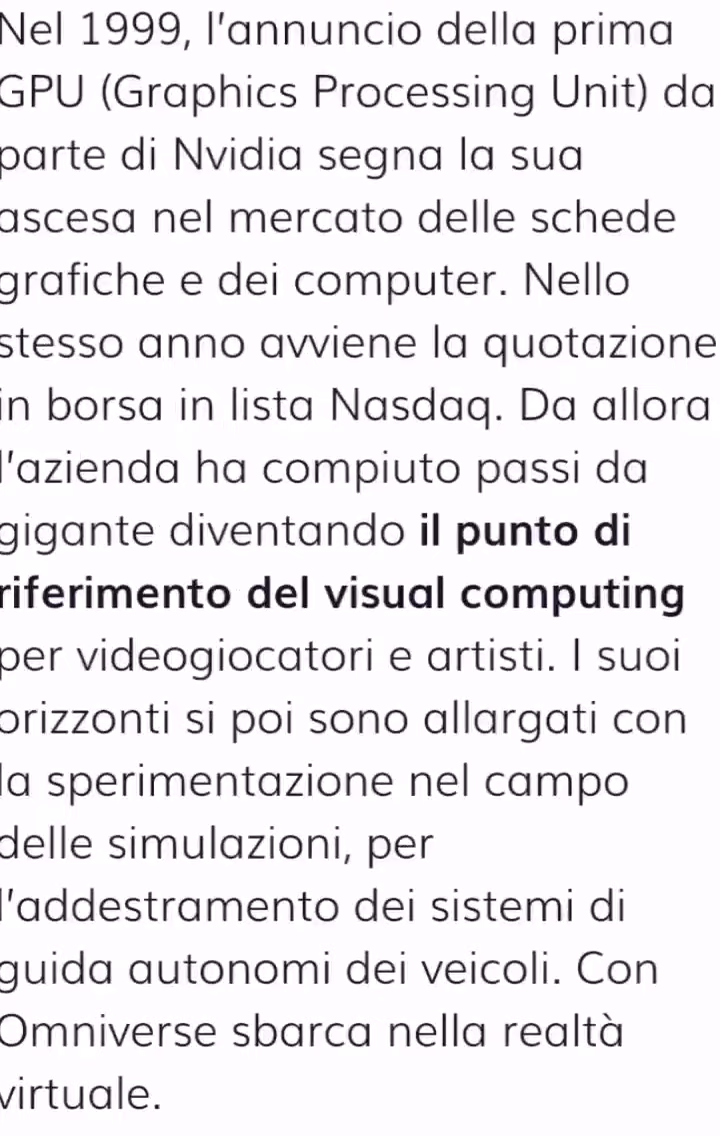 Nel 1999, l'annuncio della prima
GPU (Graphics Processing Unit) da
parte di Nvidia segna la sua
ascesa nel mercato delle schede
grafiche e dei computer. Nello
stesso anno avviene la quotazione
in borsa in lista Nasdaq. Da allora
l'azienda ha compiuto passi da
gigante diventando il punto di
riferimento del visual computing
per videogiocatori e artisti. I suoi
orizzonti si poi sono allargati con
la sperimentazione nel campo
delle simulazioni, per
l'addestramento dei sistemi di
guida autonomi dei veicoli. Con
Omniverse sbarca nella realtà
virtuale.